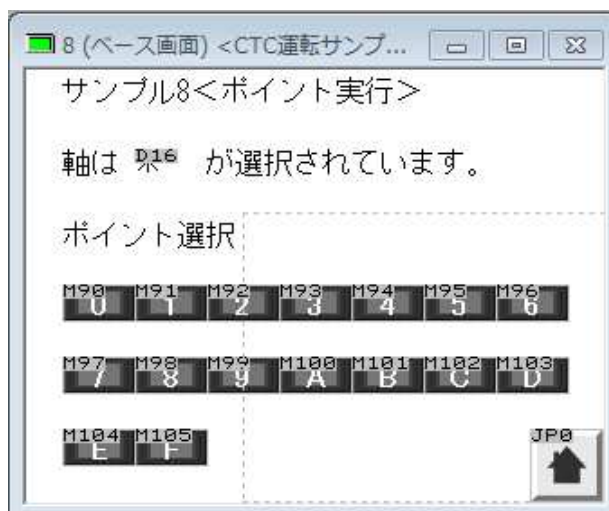 8 (ベース画面) <CTC運転サンプ...
サンプル8<ポイント実行>
軸は D16 が選択されています。
ポイント選択
M90 M91 M92 M93 M94 M95 M96
0 1 2 3 4 5 6
M97 M98 M99 M100 M101 M102 M103
7 8 9 A B C D
M104 M105 JP0
E F